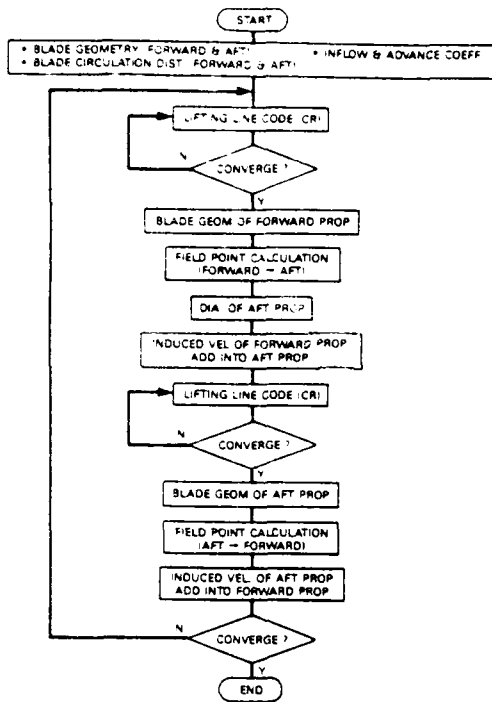 START
• BLADE GEOMETRY (FORWARD & AFT) • INFLOW & ADVANCE COEFF
• BLADE CIRCULATION DIST. (FORWARD & AFT)
LIFTING LINE CODE (CR)
N
CONVERGE ?
Y
BLADE GEOM OF FORWARD PROP
FIELD POINT CALCULATION
(FORWARD – AFT)
DIA. OF AFT PROP
INDUCED VEL OF FORWARD PROP
ADD INTO AFT PROP
LIFTING LINE CODE (CR)
N
CONVERGE ?
Y
BLADE GEOM OF AFT PROP
FIELD POINT CALCULATION
(AFT – FORWARD)
INDUCED VEL. OF AFT PROP
ADD INTO FORWARD PROP
N
CONVERGE ?
Y
END